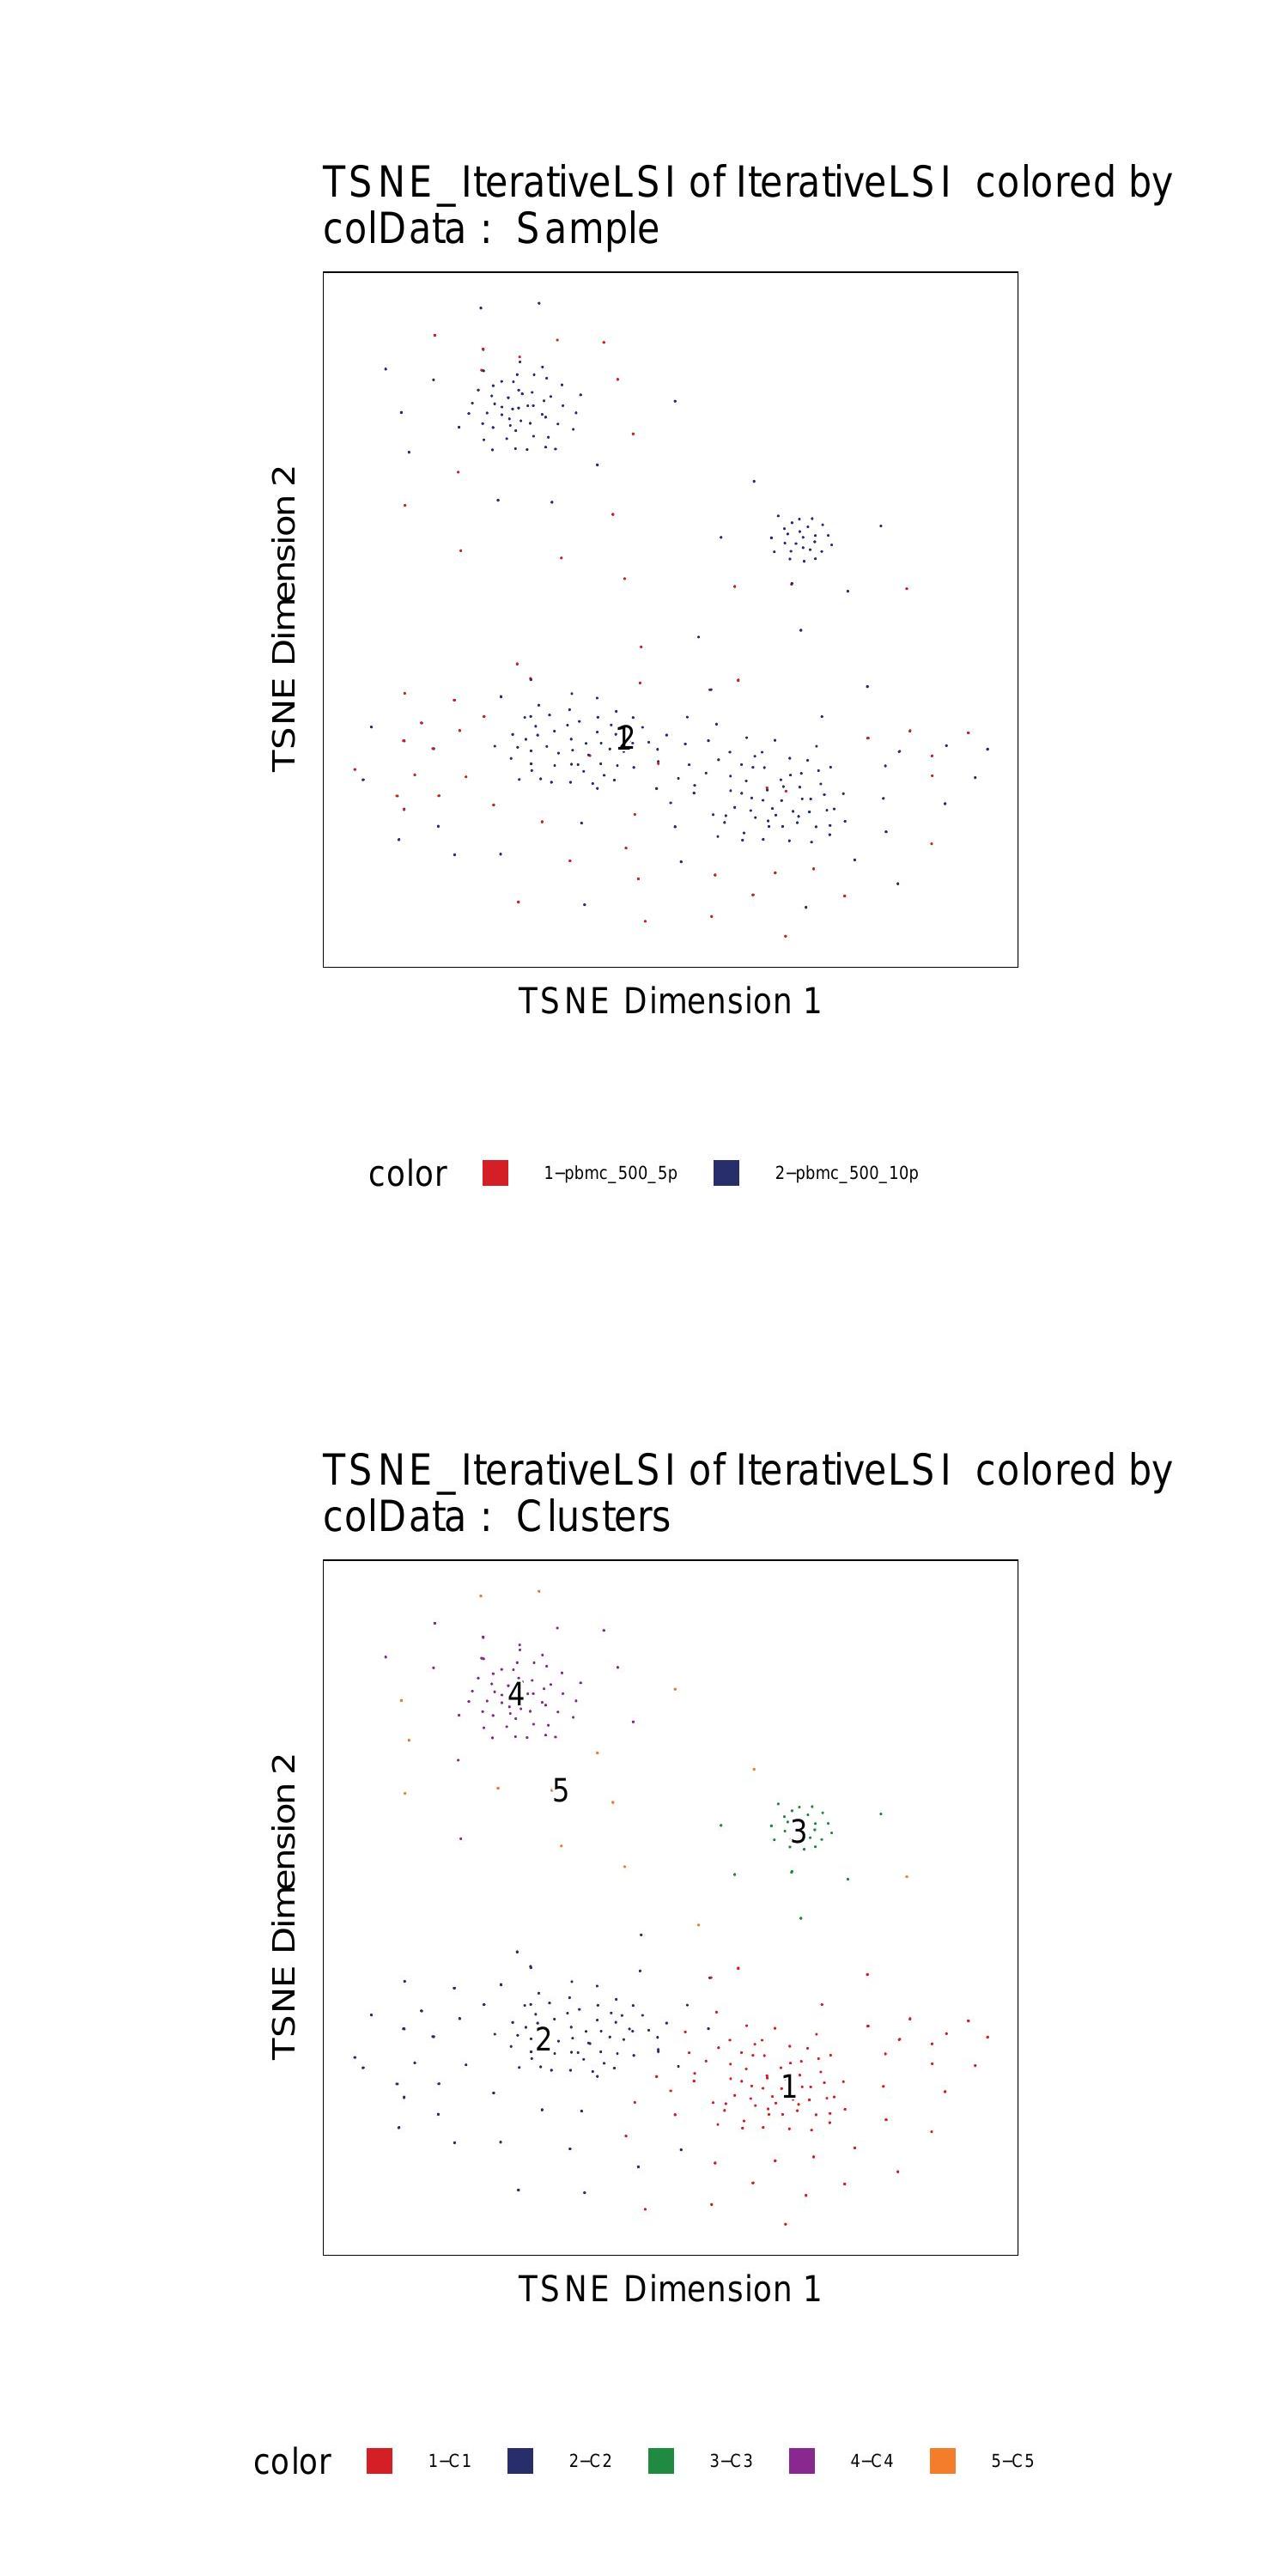 TSNE_IterativeLSI of IterativeLSI colored by
colData : Sample
TSNE Dimension 2
1
2
TSNE Dimension 1
color 1−pbmc_500_5p 2−pbmc_500_10p
TSNE_IterativeLSI of IterativeLSI colored by
colData : Clusters
TSNE Dimension 2
4
5
3
2
1
TSNE Dimension 1
color 1−C1 2−C2 3−C3 4−C4 5−C5